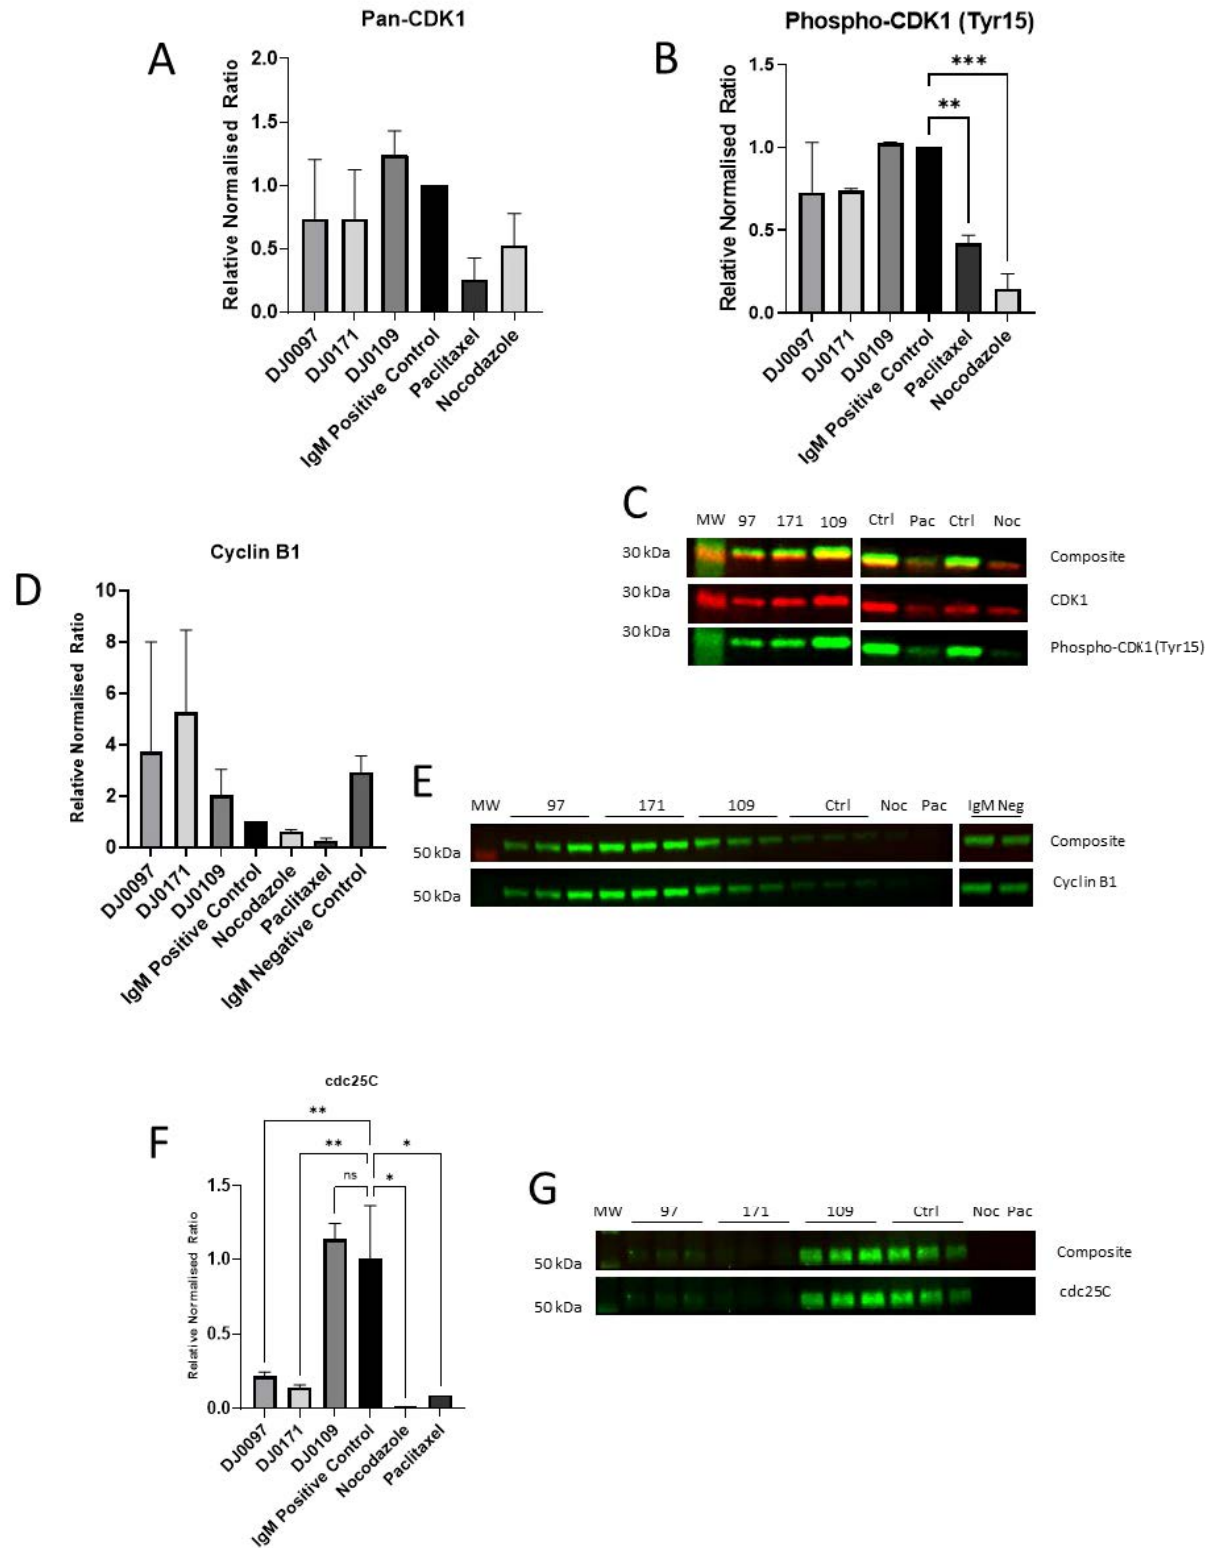 Pan-CDK1
A
Relative Normalised Ratio
2.0
1.5
1.0
0.5
0.0
DJ0097
DJ0171
DJ0109
IgM Positive Control
Paclitaxel
Nocodazole
Phospho-CDK1 (Tyr15)
B
Relative Normalised Ratio
1.5
1.0
0.5
0.0
***
**
DJ0097
DJ0171
DJ0109
IgM Positive Control
Paclitaxel
Nocodazole
C
MW 97 171 109 Ctrl Pac Ctrl Noc
30 kDa Composite
30 kDa CDK1
30 kDa Phospho-CDK1 (Tyr15)
Cyclin B1
D
Relative Normalised Ratio
10
8
6
4
2
0
DJ0097
DJ0171
DJ0109
IgM Positive Control
Nocodazole
Paclitaxel
IgM Negative Control
E
MW 97 171 109 Ctrl Noc Pac IgM Neg
50 kDa Composite
50 kDa Cyclin B1
cdc25C
F
Relative Normalised Ratio
**
** *
ns *
1.5
1.0
0.5
0.0
DJ0097
DJ0171
DJ0109
IgM Positive Control
Nocodazole
Paclitaxel
G
MW 97 171 109 Ctrl Noc Pac
50 kDa Composite
50 kDa cdc25C